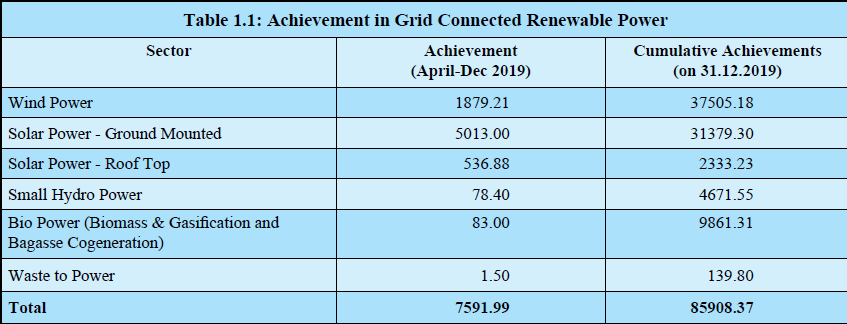 Table 1.1: Achievement in Grid Connected Renewable Power
Sector Achievement Cumulative Achievements
(April-Dec 2019) (on 31.12.2019)
Wind Power 1879.21 37505.18
Solar Power - Ground Mounted 5013.00 31379.30
Solar Power - Roof Top 536.88 2333.23
Small Hydro Power 78.40 4671.55
Bio Power (Biomass & Gasification and 83.00 9861.31
Bagasse Cogeneration)
Waste to Power 1.50 139.80
Total 7591.99 85908.37